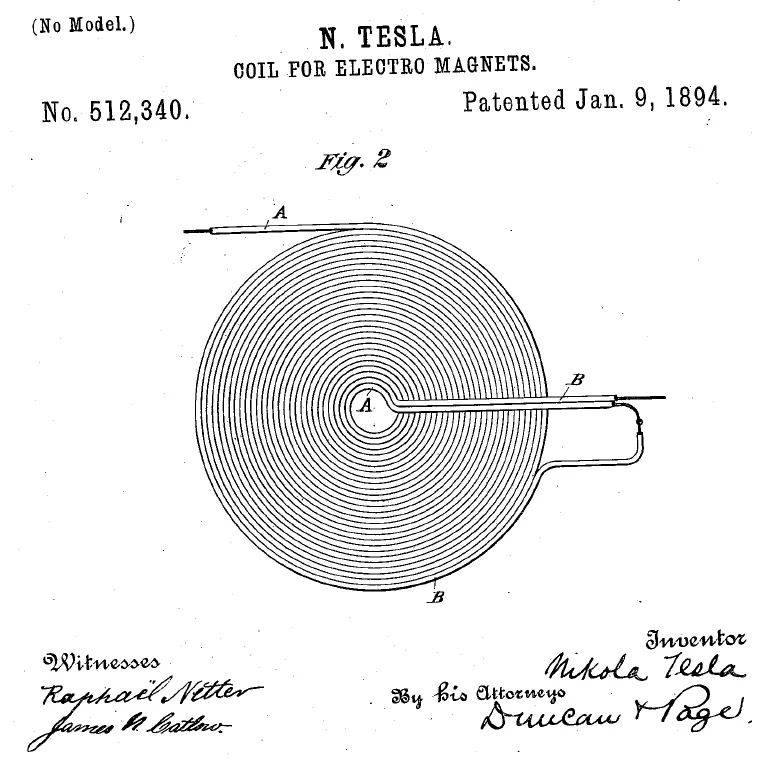 (No Model.)
N. TESLA.
COIL FOR ELECTRO MAGNETS.
No. 512,340.
Patented Jan. 9, 1894.
Fig. 2
A
B
A
B
Witnesses
Raphaël Netter
James N. Catlow.
Inventor
Nikola Tesla
By his Attorneys
Duncan & Page.